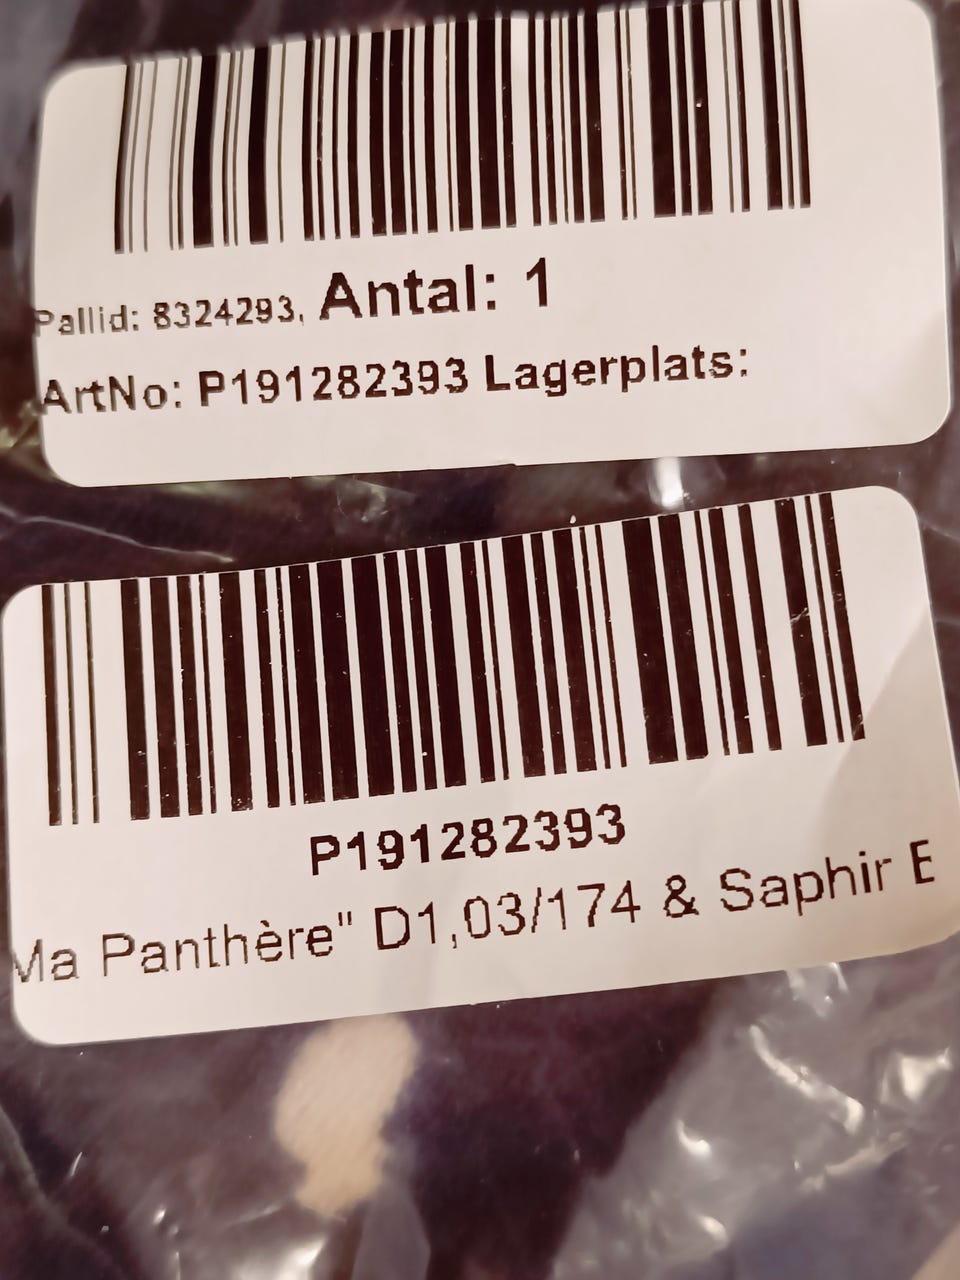 Pallid: 8324293, Antal: 1
ArtNo: P191282393 Lagerplats:
P191282393
Ma Panthère" D1,03/174 & Saphir E